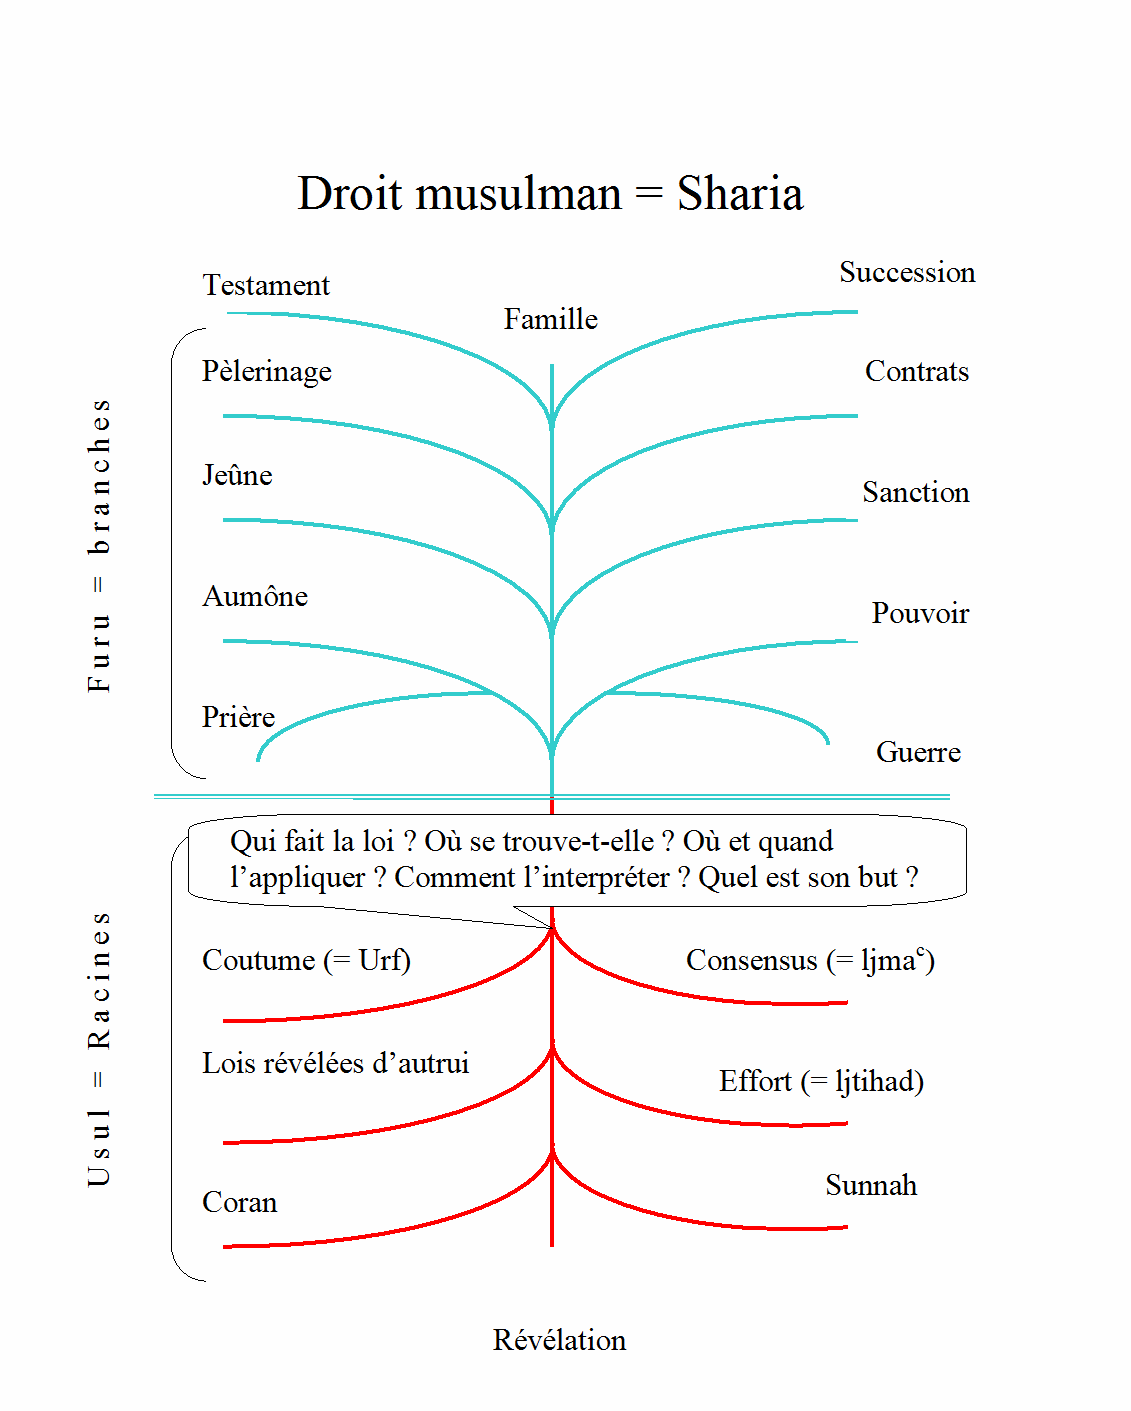 Droit musulman = Sharia
Testament
Famille
Succession
Pèlerinage
Contrats
Jeûne
Sanction
Aumône
Pouvoir
Prière
Guerre
Furu = branches
Qui fait la loi ? Où se trouve-t-elle ? Où et quand
l’appliquer ? Comment l’interpréter ? Quel est son but ?
Coutume (= Urf)
Consensus (= ljmaᶜ)
Lois révélées d’autrui
Effort (= ljtihad)
Coran
Sunnah
Usul = Racines
Révélation